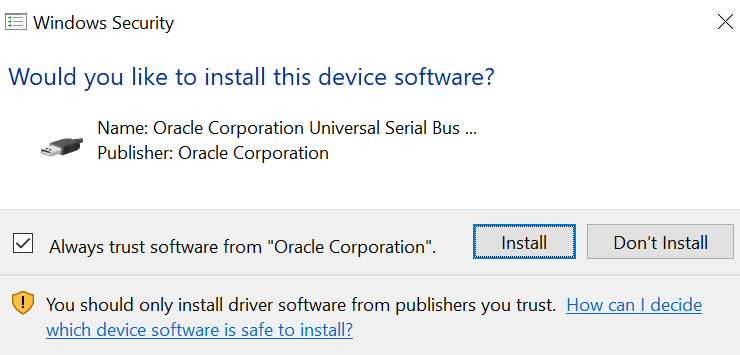 Windows Security
Would you like to install this device software?
Name: Oracle Corporation Universal Serial Bus ...
Publisher: Oracle Corporation
Always trust software from "Oracle Corporation".
Install
Don't Install
You should only install driver software from publishers you trust. How can I decide
which device software is safe to install?